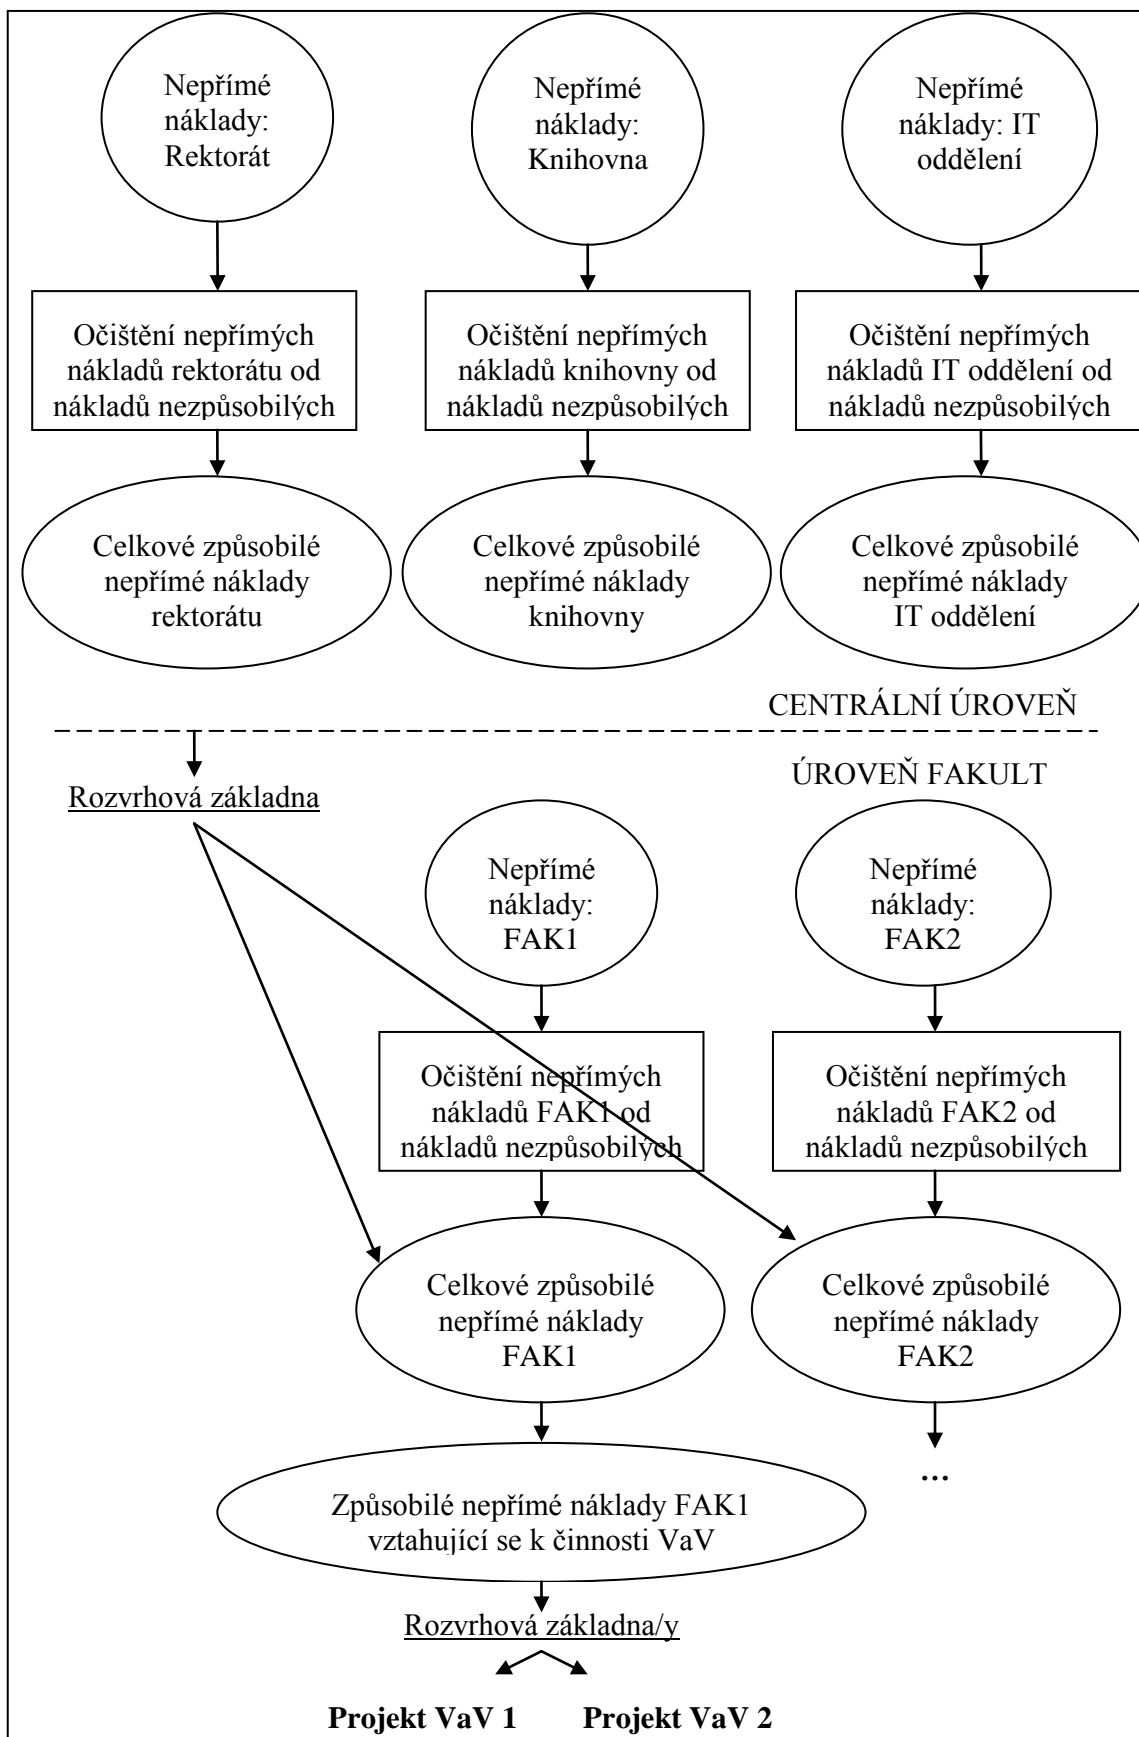 Nepřímé
náklady:
Rektorát
Nepřímé
náklady:
Knihovna
Nepřímé
náklady: IT
oddělení
Očištění nepřímých
nákladů rektorátu od
nákladů nezpůsobilých
Očištění nepřímých
nákladů knihovny od
nákladů nezpůsobilých
Očištění nepřímých
nákladů IT oddělení od
nákladů nezpůsobilých
Celkové způsobilé
nepřímé náklady
rektorátu
Celkové způsobilé
nepřímé náklady
knihovny
Celkové způsobilé
nepřímé náklady
IT oddělení
CENTRÁLNÍ ÚROVEŇ
ÚROVEŇ FAKULT
Rozvrhová základna
Nepřímé
náklady:
FAK1
Nepřímé
náklady:
FAK2
Očištění nepřímých
nákladů FAK1 od
nákladů nezpůsobilých
Očištění nepřímých
nákladů FAK2 od
nákladů nezpůsobilých
Celkové způsobilé
nepřímé náklady
FAK1
Celkové způsobilé
nepřímé náklady
FAK2
...
Způsobilé nepřímé náklady FAK1
vztahující se k činnosti VaV
Rozvrhová základna/y
Projekt VaV 1
Projekt VaV 2